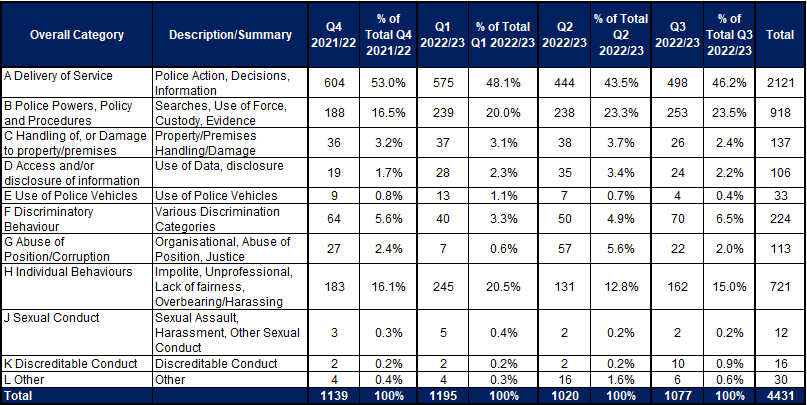 Overall Category Description/Summary Q4 2021/22 % of Total Q4 2021/22 Q1 2022/23 % of Total Q1 2022/23 Q2 2022/23 % of Total Q2 2022/23 Q3 2022/23 % of Total Q3 2022/23 Total
A Delivery of Service Police Action, Decisions, Information 604 53.0% 575 48.1% 444 43.5% 498 46.2% 2121
B Police Powers, Policy and Procedures Searches, Use of Force, Custody, Evidence 188 16.5% 239 20.0% 238 23.3% 253 23.5% 918
C Handling of, or Damage to property/premises Property/Premises Handling/Damage 36 3.2% 37 3.1% 38 3.7% 26 2.4% 137
D Access and/or disclosure of information Use of Data, disclosure 19 1.7% 28 2.3% 35 3.4% 24 2.2% 106
E Use of Police Vehicles Use of Police Vehicles 9 0.8% 13 1.1% 7 0.7% 4 0.4% 33
F Discriminatory Behaviour Various Discrimination Categories 64 5.6% 40 3.3% 50 4.9% 70 6.5% 224
G Abuse of Position/Corruption Organisational, Abuse of Position, Justice 27 2.4% 7 0.6% 57 5.6% 22 2.0% 113
H Individual Behaviours Impolite, Unprofessional, Lack of fairness, Overbearing/Harassing 183 16.1% 245 20.5% 131 12.8% 162 15.0% 721
J Sexual Conduct Sexual Assault, Harassment, Other Sexual Conduct 3 0.3% 5 0.4% 2 0.2% 2 0.2% 12
K Discreditable Conduct Discreditable Conduct 2 0.2% 2 0.2% 2 0.2% 10 0.9% 16
L Other Other 4 0.4% 4 0.3% 16 1.6% 6 0.6% 30
Total 1139 100% 1195 100% 1020 100% 1077 100% 4431